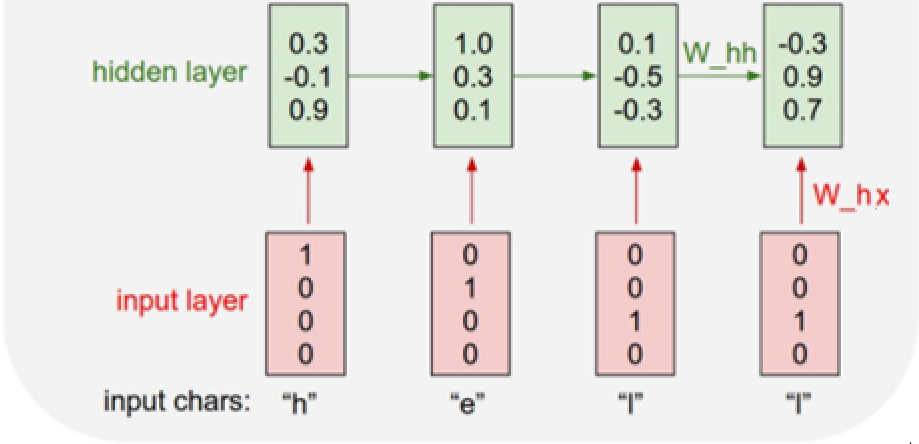 hidden layer
0.3 1.0 0.1 W_hh -0.3
-0.1 0.3 -0.5 0.9
0.9 0.1 -0.3 0.7
W_hx
input layer
1 0 0 0
0 1 0 0
0 0 1 1
0 0 0 0
input chars: “h” “e” “l” “l”